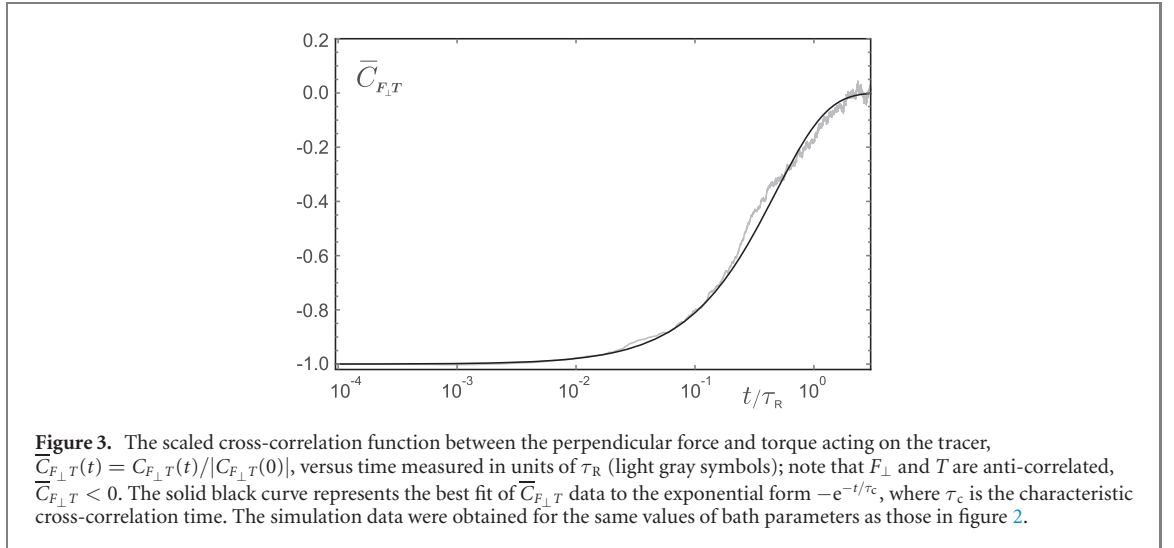 0.2
C̅_{F⊥T}
0.0
-0.2
-0.4
-0.6
-0.8
-1.0
10^{-4} 10^{-3} 10^{-2} 10^{-1} 10^{0}
t/τ_R
Figure 3. The scaled cross-correlation function between the perpendicular force and torque acting on the tracer,
C̅_{F⊥T}(t) = C_{F⊥T}(t)/|C_{F⊥T}(0)|, versus time measured in units of τ_R (light gray symbols); note that F⊥ and T are anti-correlated,
C̅_{F⊥T} < 0. The solid black curve represents the best fit of C̅_{F⊥T} data to the exponential form −e^{−t/τ_c}, where τ_c is the characteristic
cross-correlation time. The simulation data were obtained for the same values of bath parameters as those in figure 2.